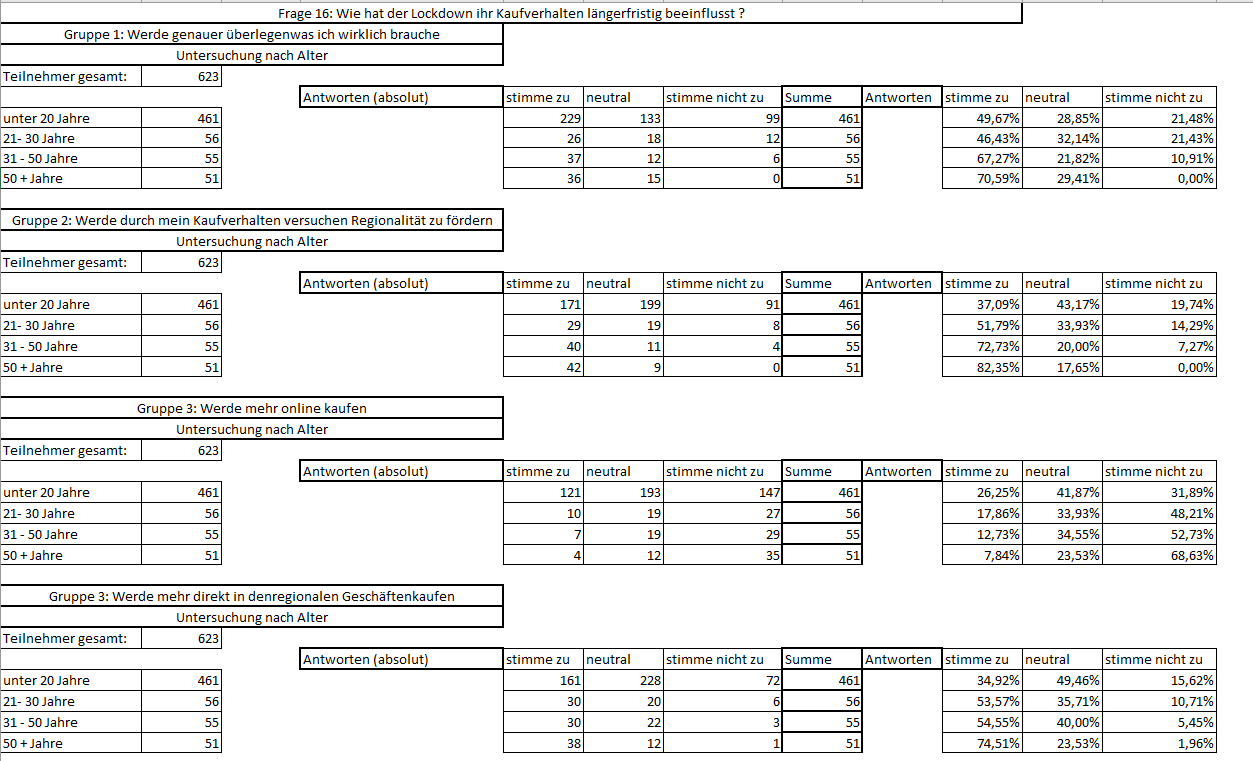 Frage 16: Wie hat der Lockdown ihr Kaufverhalten längerfristig beeinflusst ?
Gruppe 1: Werde genauer überlegenwas ich wirklich brauche
Untersuchung nach Alter
Teilnehmer gesamt: 623
Antworten (absolut) stimme zu neutral stimme nicht zu Summe Antworten stimme zu neutral stimme nicht zu
unter 20 Jahre 461 229 133 99 461 49,67% 28,85% 21,48%
21- 30 Jahre 56 26 18 12 56 46,43% 32,14% 21,43%
31 - 50 Jahre 55 37 12 6 55 67,27% 21,82% 10,91%
50 + Jahre 51 36 15 0 51 70,59% 29,41% 0,00%
Gruppe 2: Werde durch mein Kaufverhalten versuchen Regionalität zu fördern
Untersuchung nach Alter
Teilnehmer gesamt: 623
Antworten (absolut) stimme zu neutral stimme nicht zu Summe Antworten stimme zu neutral stimme nicht zu
unter 20 Jahre 461 171 199 91 461 37,09% 43,17% 19,74%
21- 30 Jahre 56 29 19 8 56 51,79% 33,93% 14,29%
31 - 50 Jahre 55 40 11 4 55 72,73% 20,00% 7,27%
50 + Jahre 51 42 9 0 51 82,35% 17,65% 0,00%
Gruppe 3: Werde mehr online kaufen
Untersuchung nach Alter
Teilnehmer gesamt: 623
Antworten (absolut) stimme zu neutral stimme nicht zu Summe Antworten stimme zu neutral stimme nicht zu
unter 20 Jahre 461 121 193 147 461 26,25% 41,87% 31,89%
21- 30 Jahre 56 10 19 27 56 17,86% 33,93% 48,21%
31 - 50 Jahre 55 7 19 29 55 12,73% 34,55% 52,73%
50 + Jahre 51 4 12 35 51 7,84% 23,53% 68,63%
Gruppe 3: Werde mehr direkt in denregionalen Geschäftenkaufen
Untersuchung nach Alter
Teilnehmer gesamt: 623
Antworten (absolut) stimme zu neutral stimme nicht zu Summe Antworten stimme zu neutral stimme nicht zu
unter 20 Jahre 461 161 228 72 461 34,92% 49,46% 15,62%
21- 30 Jahre 56 30 20 6 56 53,57% 35,71% 10,71%
31 - 50 Jahre 55 30 22 3 55 54,55% 40,00% 5,45%
50 + Jahre 51 38 12 1 51 74,51% 23,53% 1,96%